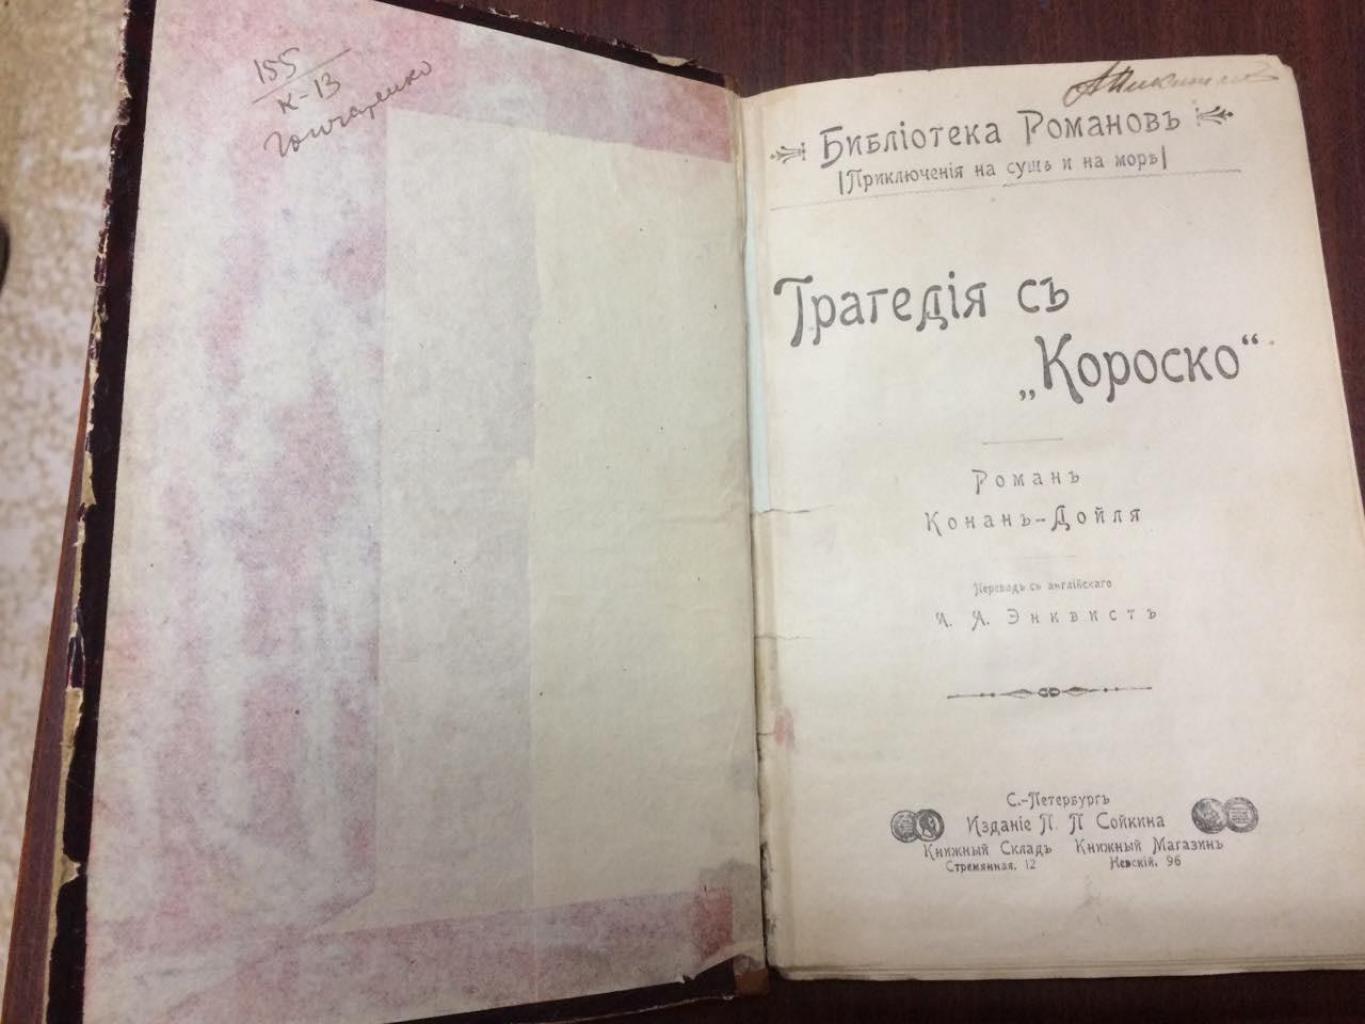 155
К-13
Гончаренко
Библіотека Романовъ
|Приключенія на сушѣ и на морѣ|
Трагедія съ
„Короско“
Романъ
Конанъ-Дойля
Переводъ съ англійскаго
А. А. Энквистъ
С.-Петербургъ
Изданіе П. П Сойкина
Книжный Складъ Книжный Магазинъ
Стремянная, 12 Невскій, 96